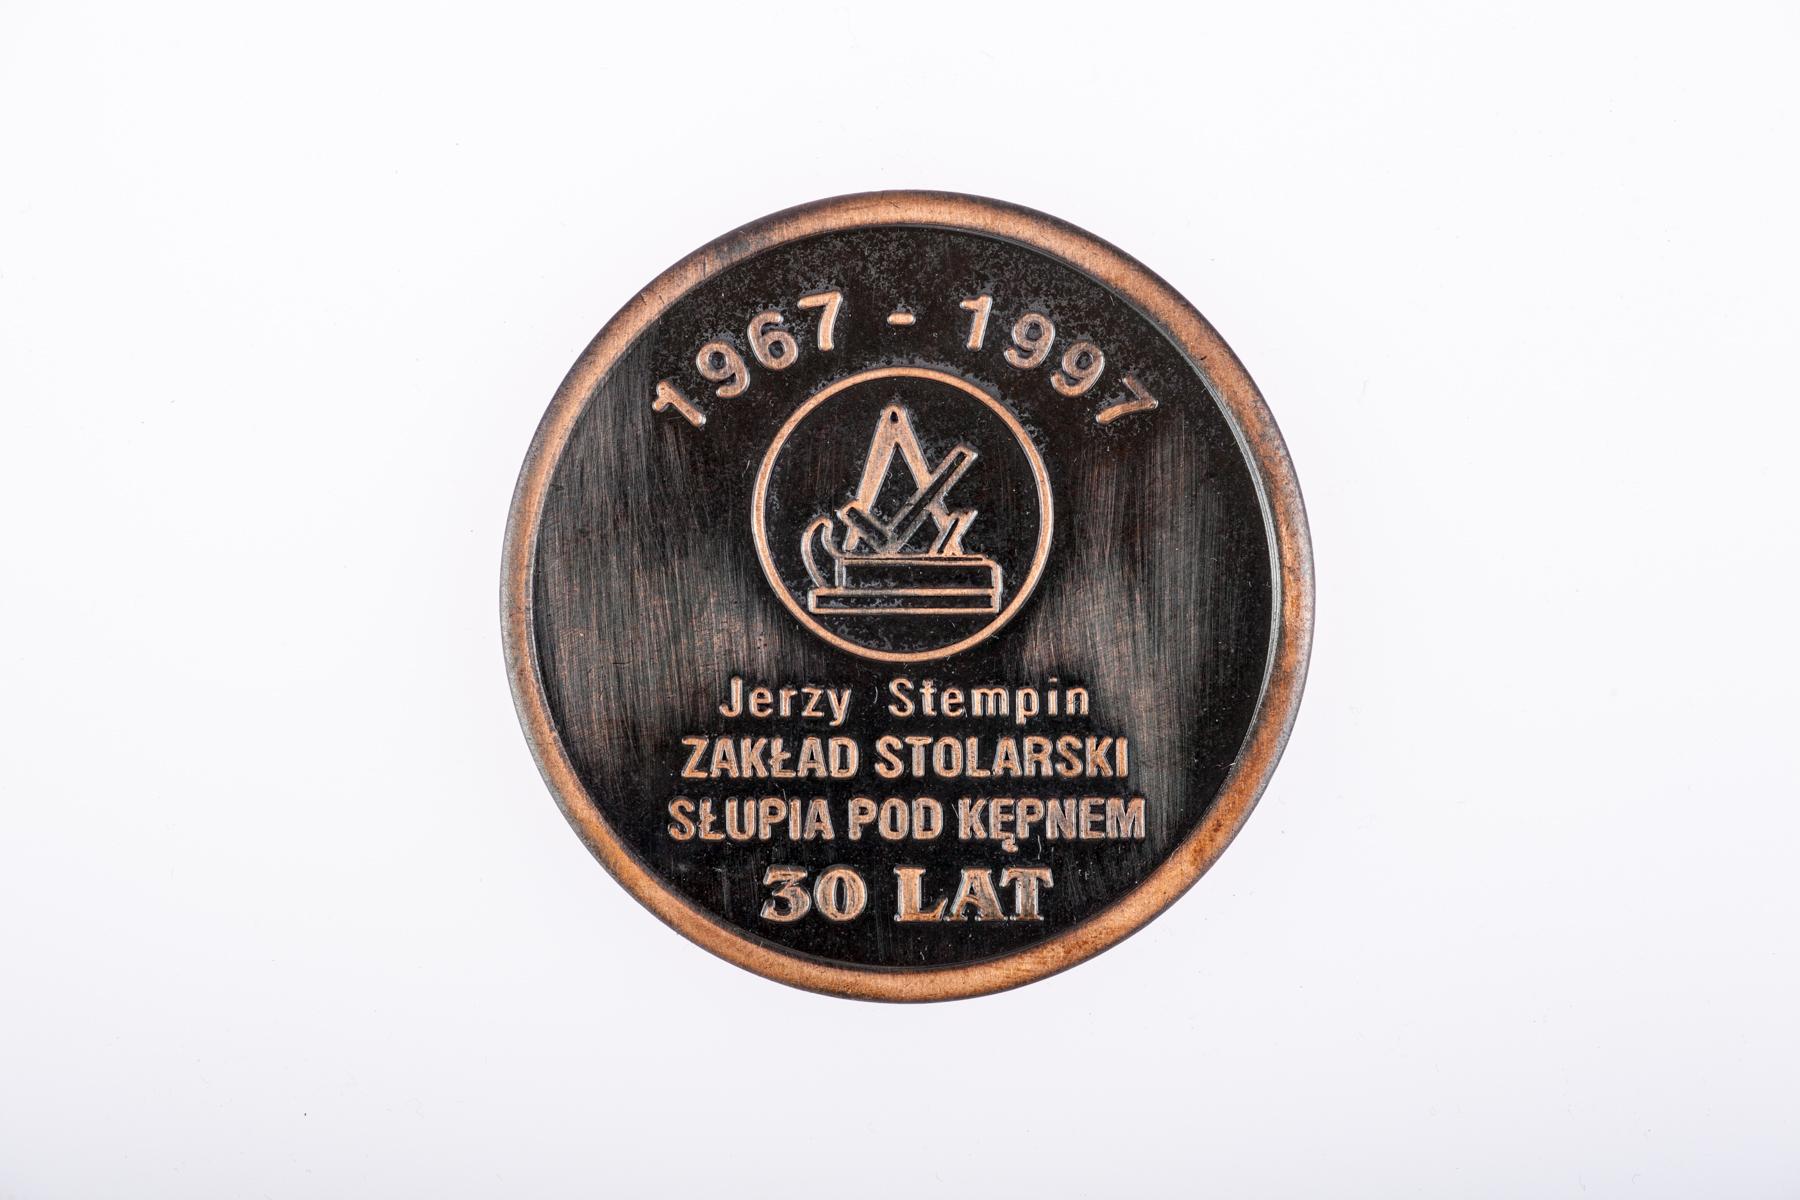 1967 - 1997
Jerzy Stempin
ZAKŁAD STOLARSKI
SŁUPIA POD KĘPNEM
30 LAT